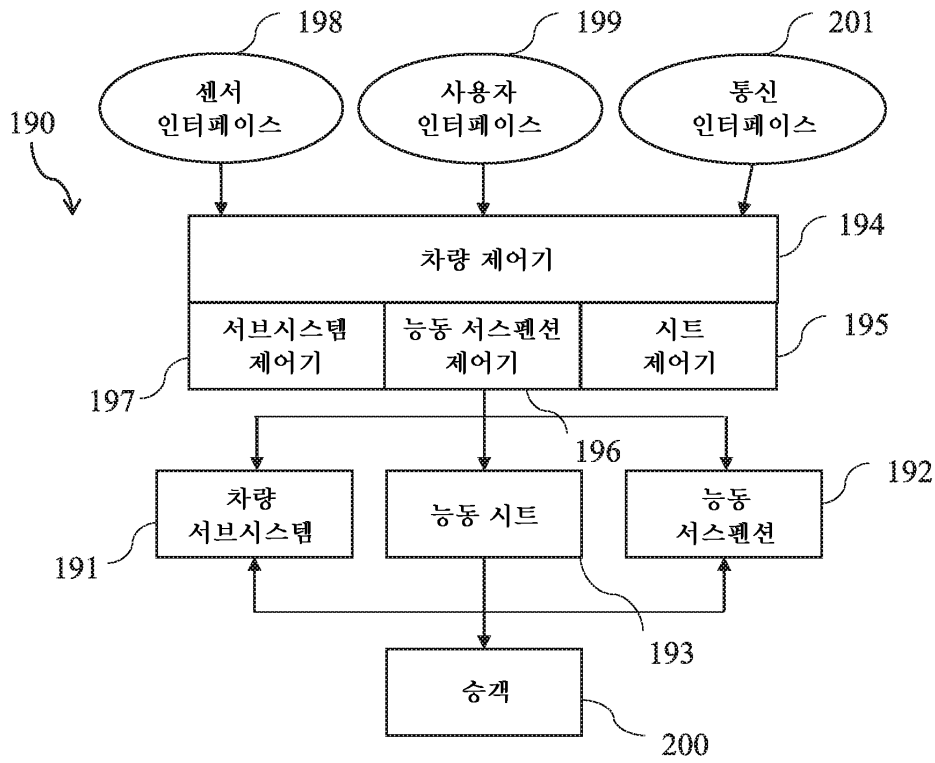 198
199
201
센서
인터페이스
사용자
인터페이스
통신
인터페이스
190
194
차량 제어기
서브시스템
제어기
능동 서스펜션
제어기
시트
제어기
195
197
196
192
차량
서브시스템
능동 시트
능동
서스펜션
191
193
승객
200